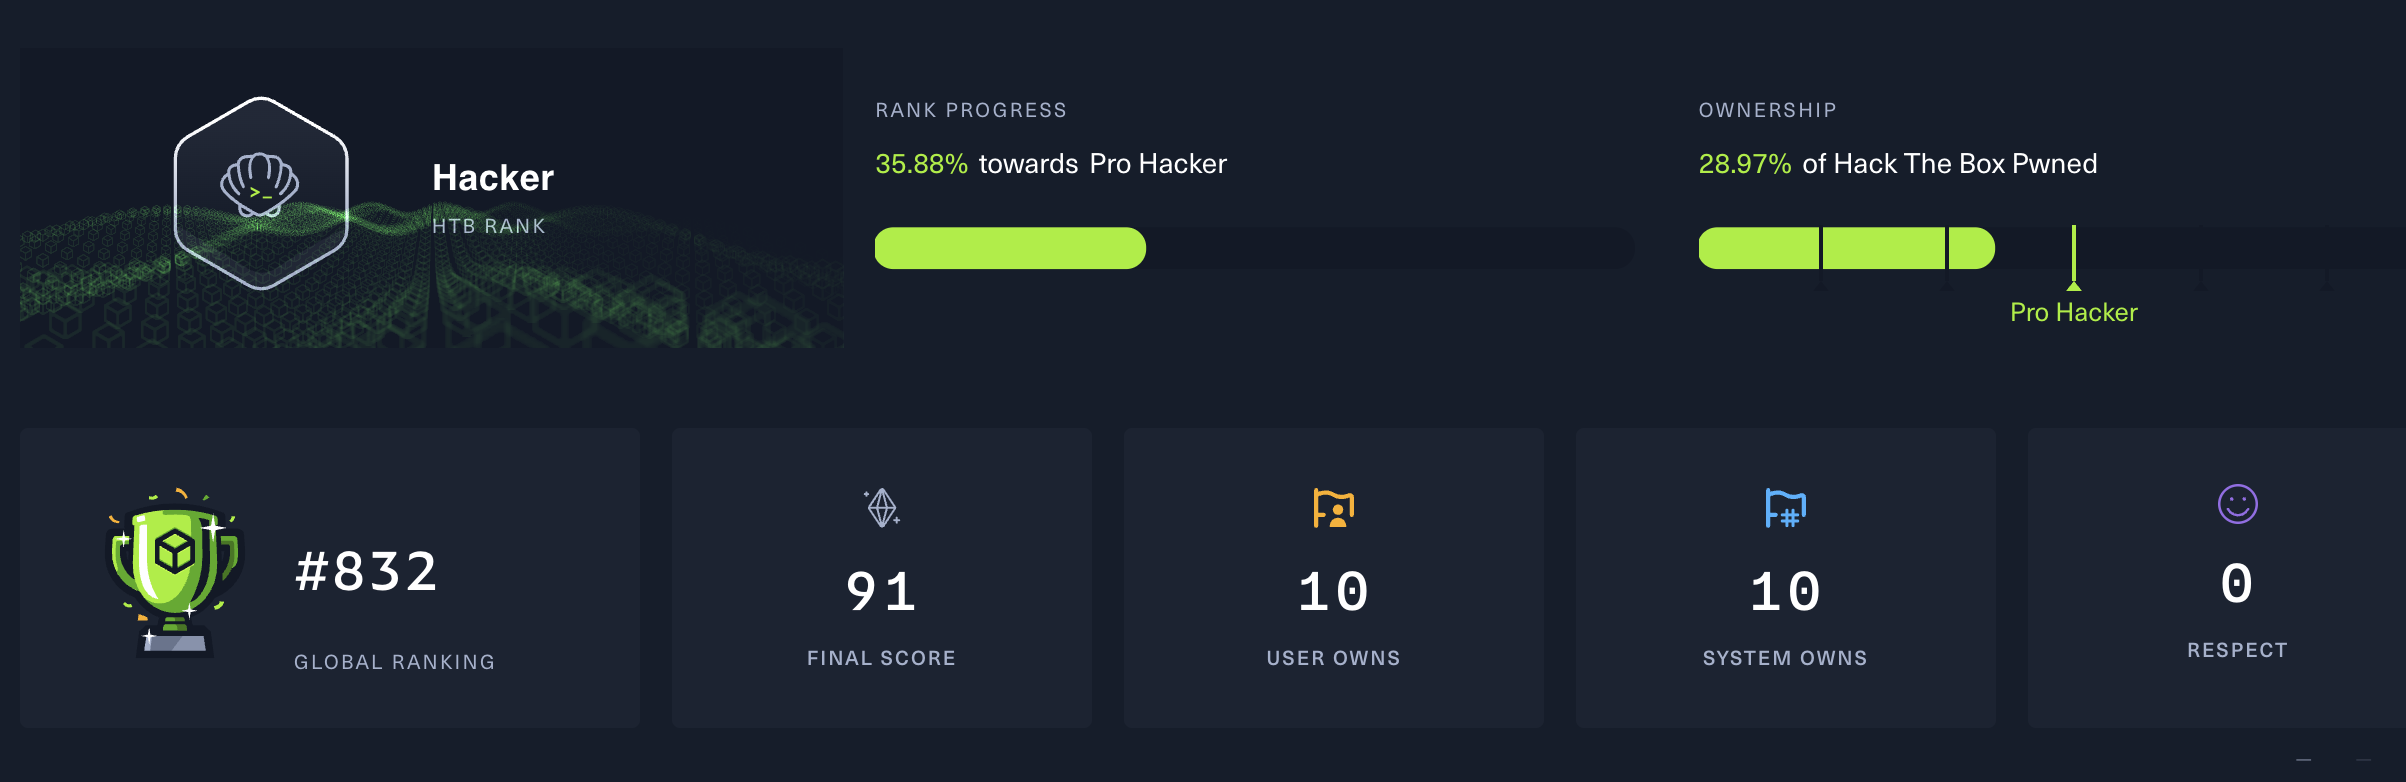 Hacker
HTB RANK
RANK PROGRESS
35.88% towards Pro Hacker
OWNERSHIP
28.97% of Hack The Box Pwned
Pro Hacker
#832
GLOBAL RANKING
91
FINAL SCORE
10
USER OWNS
10
SYSTEM OWNS
0
RESPECT